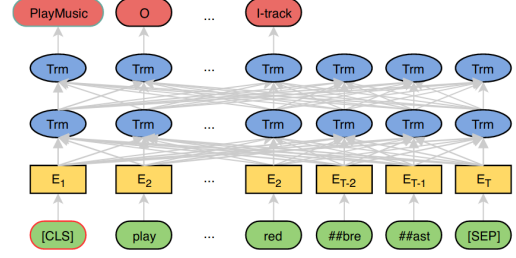 PlayMusic O ... I-track
Trm Trm ... Trm Trm Trm Trm
Trm Trm Trm Trm Trm Trm
E1 E2 ... E2 ET-2 ET-1 ET
[CLS] play ... red ##bre ##ast [SEP]